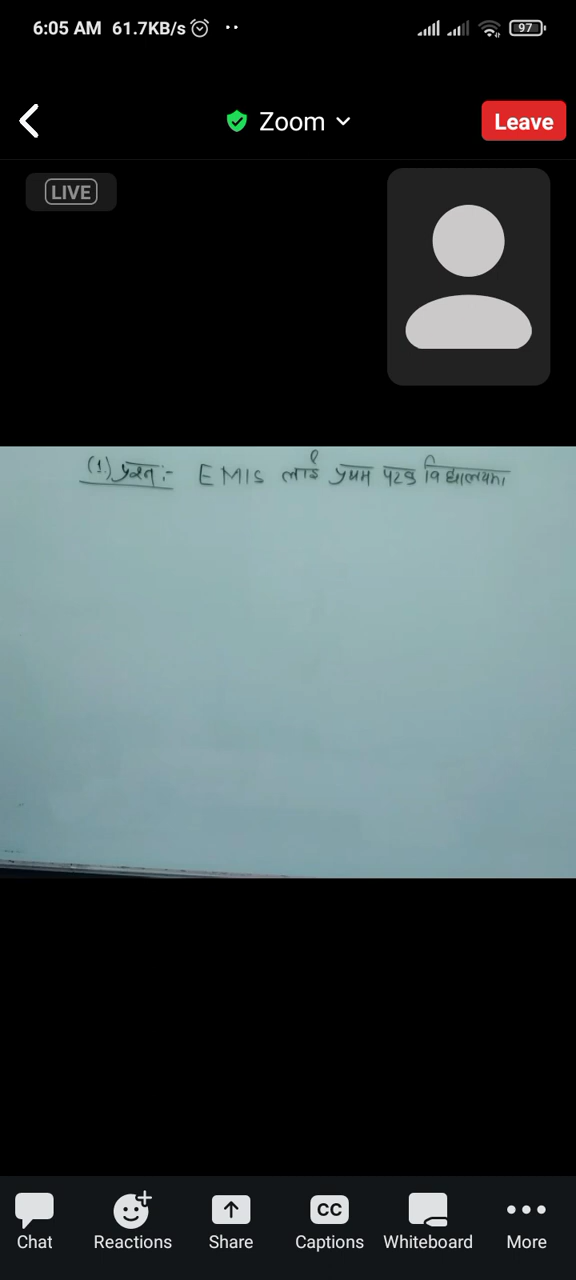 6:05 AM 61.7KB/s 97
Zoom Leave
LIVE
(1.) प्रश्न :- EMIS लाई प्रथम पटक विद्यालयका
Chat Reactions Share CC Captions Whiteboard More